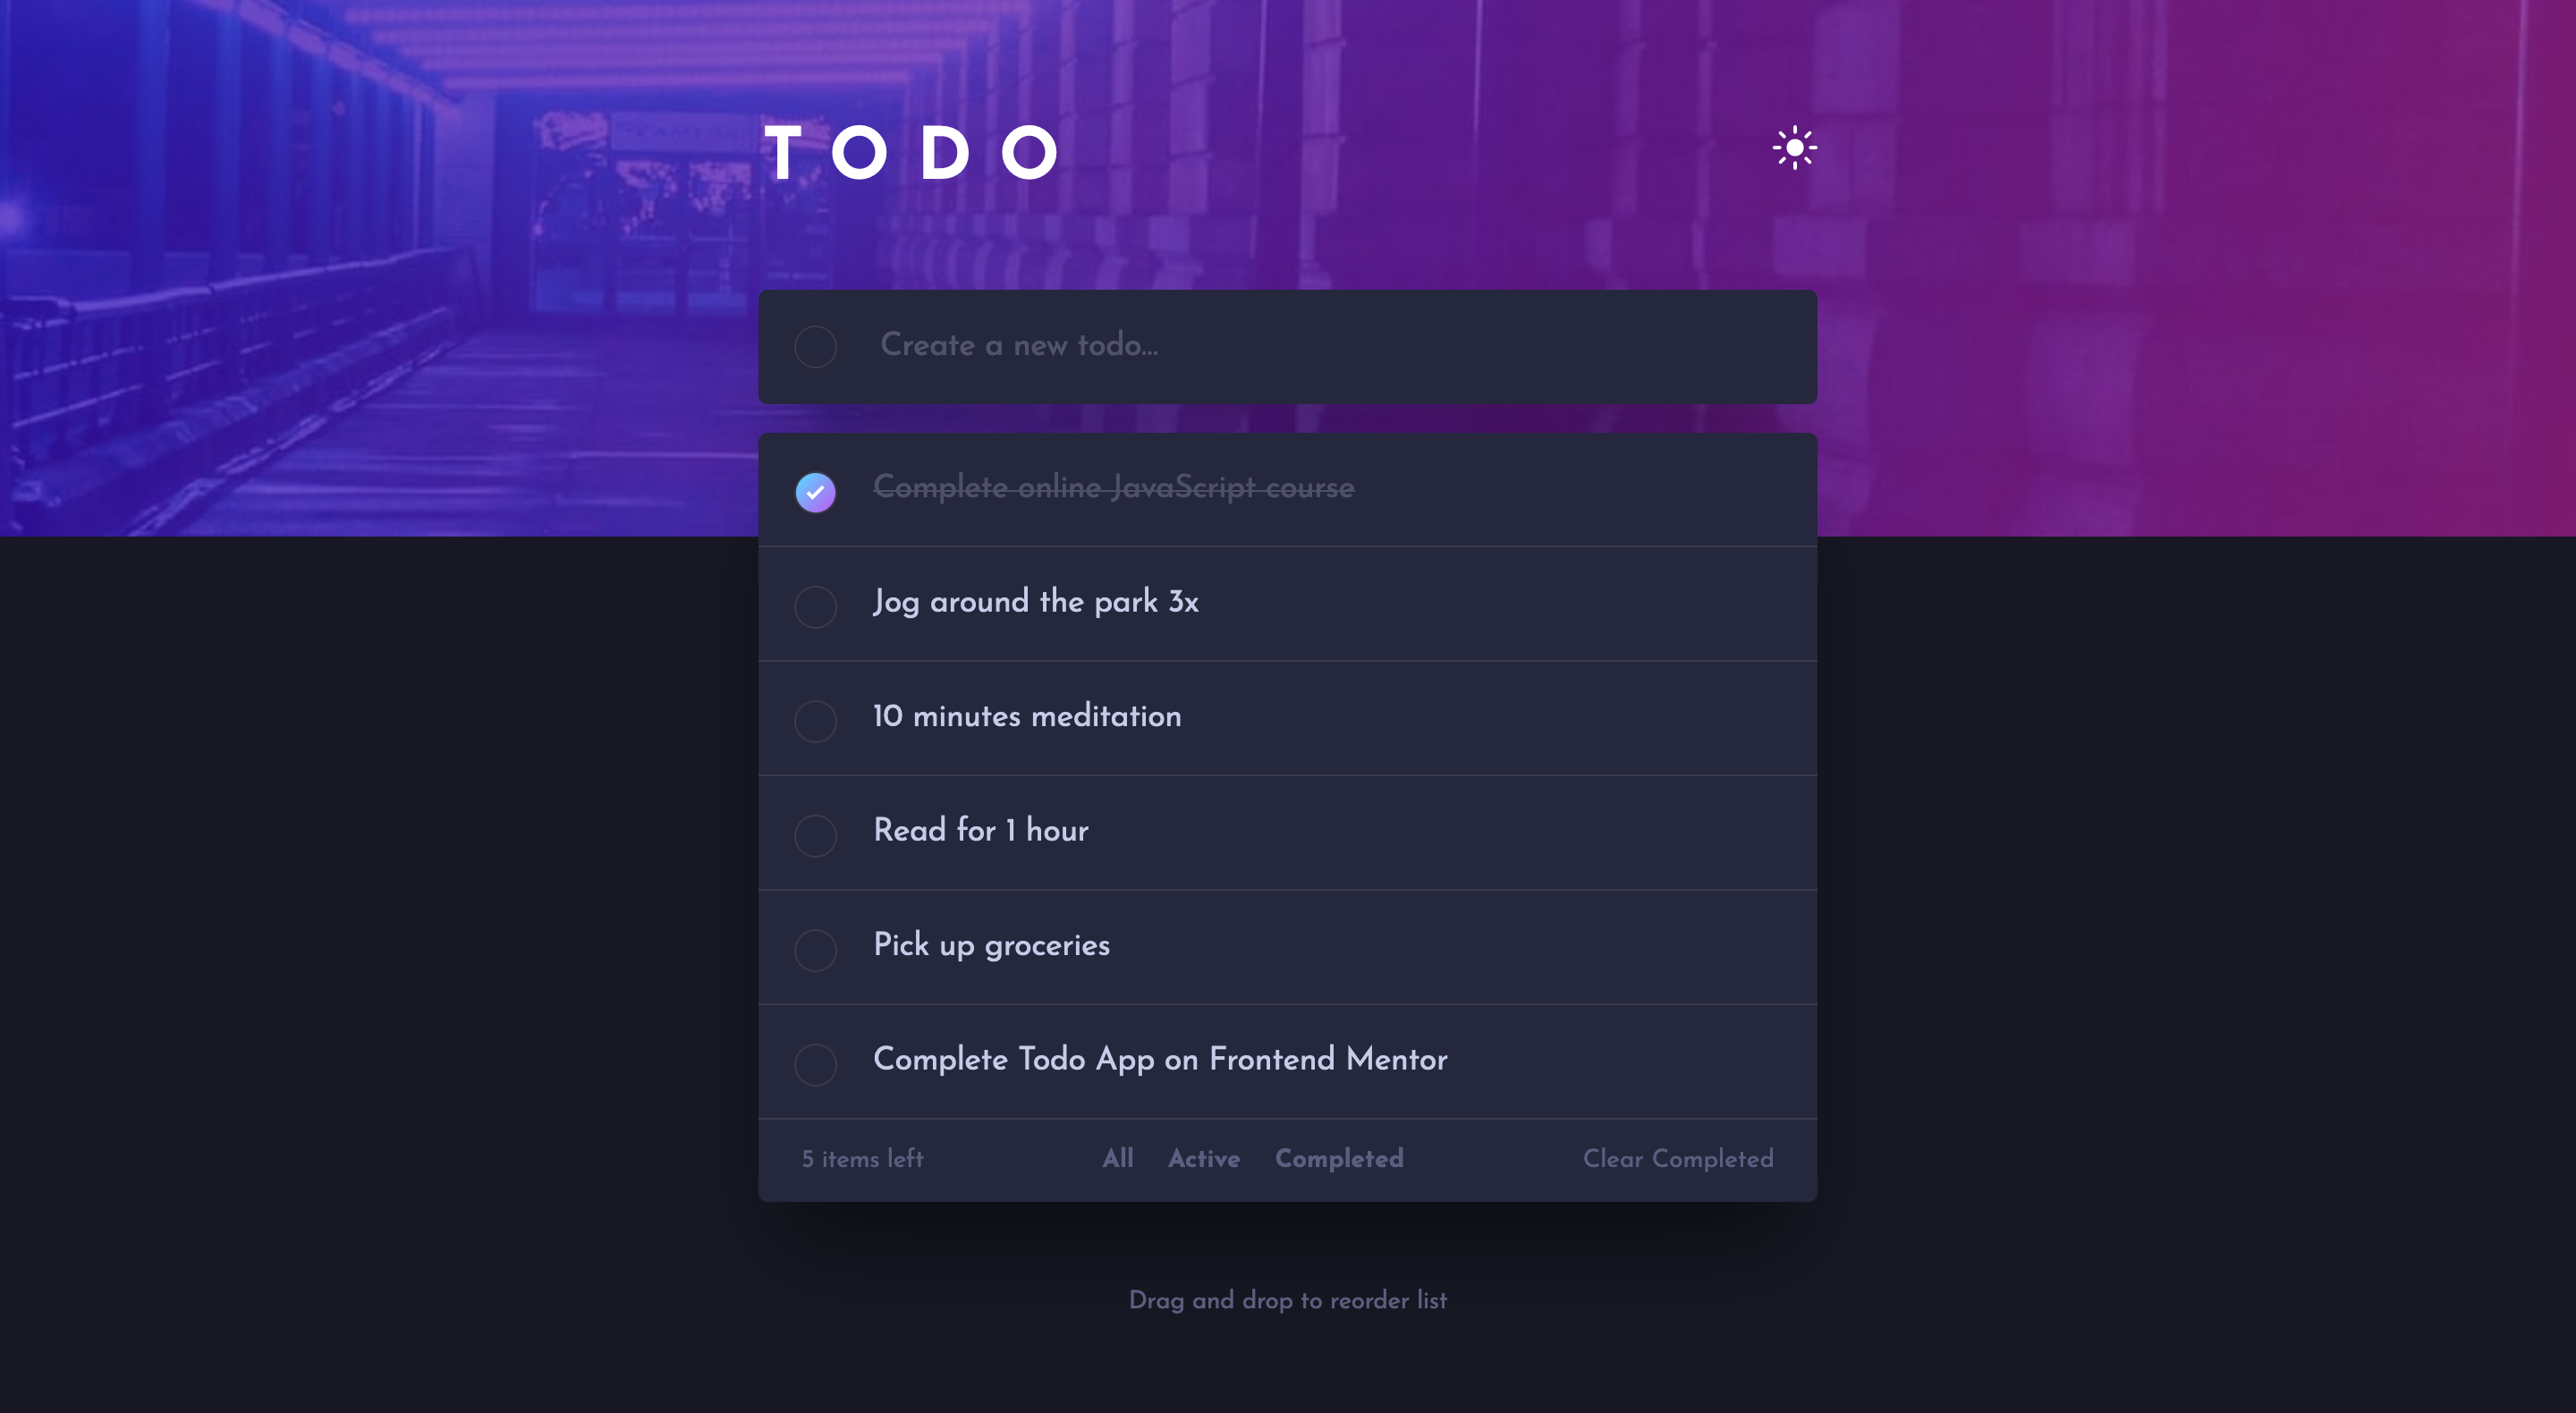 TODO
Create a new todo...
Complete online JavaScript course
Jog around the park 3x
10 minutes meditation
Read for 1 hour
Pick up groceries
Complete Todo App on Frontend Mentor
5 items left All Active Completed Clear Completed
Drag and drop to reorder list